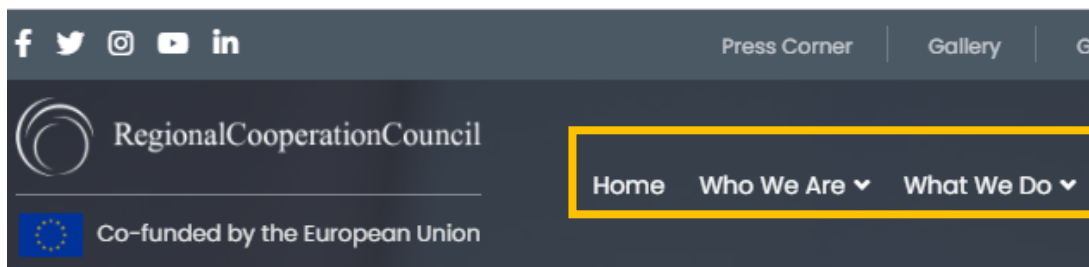 Press Corner Gallery G
RegionalCooperationCouncil
Home Who We Are What We Do
Co-funded by the European Union